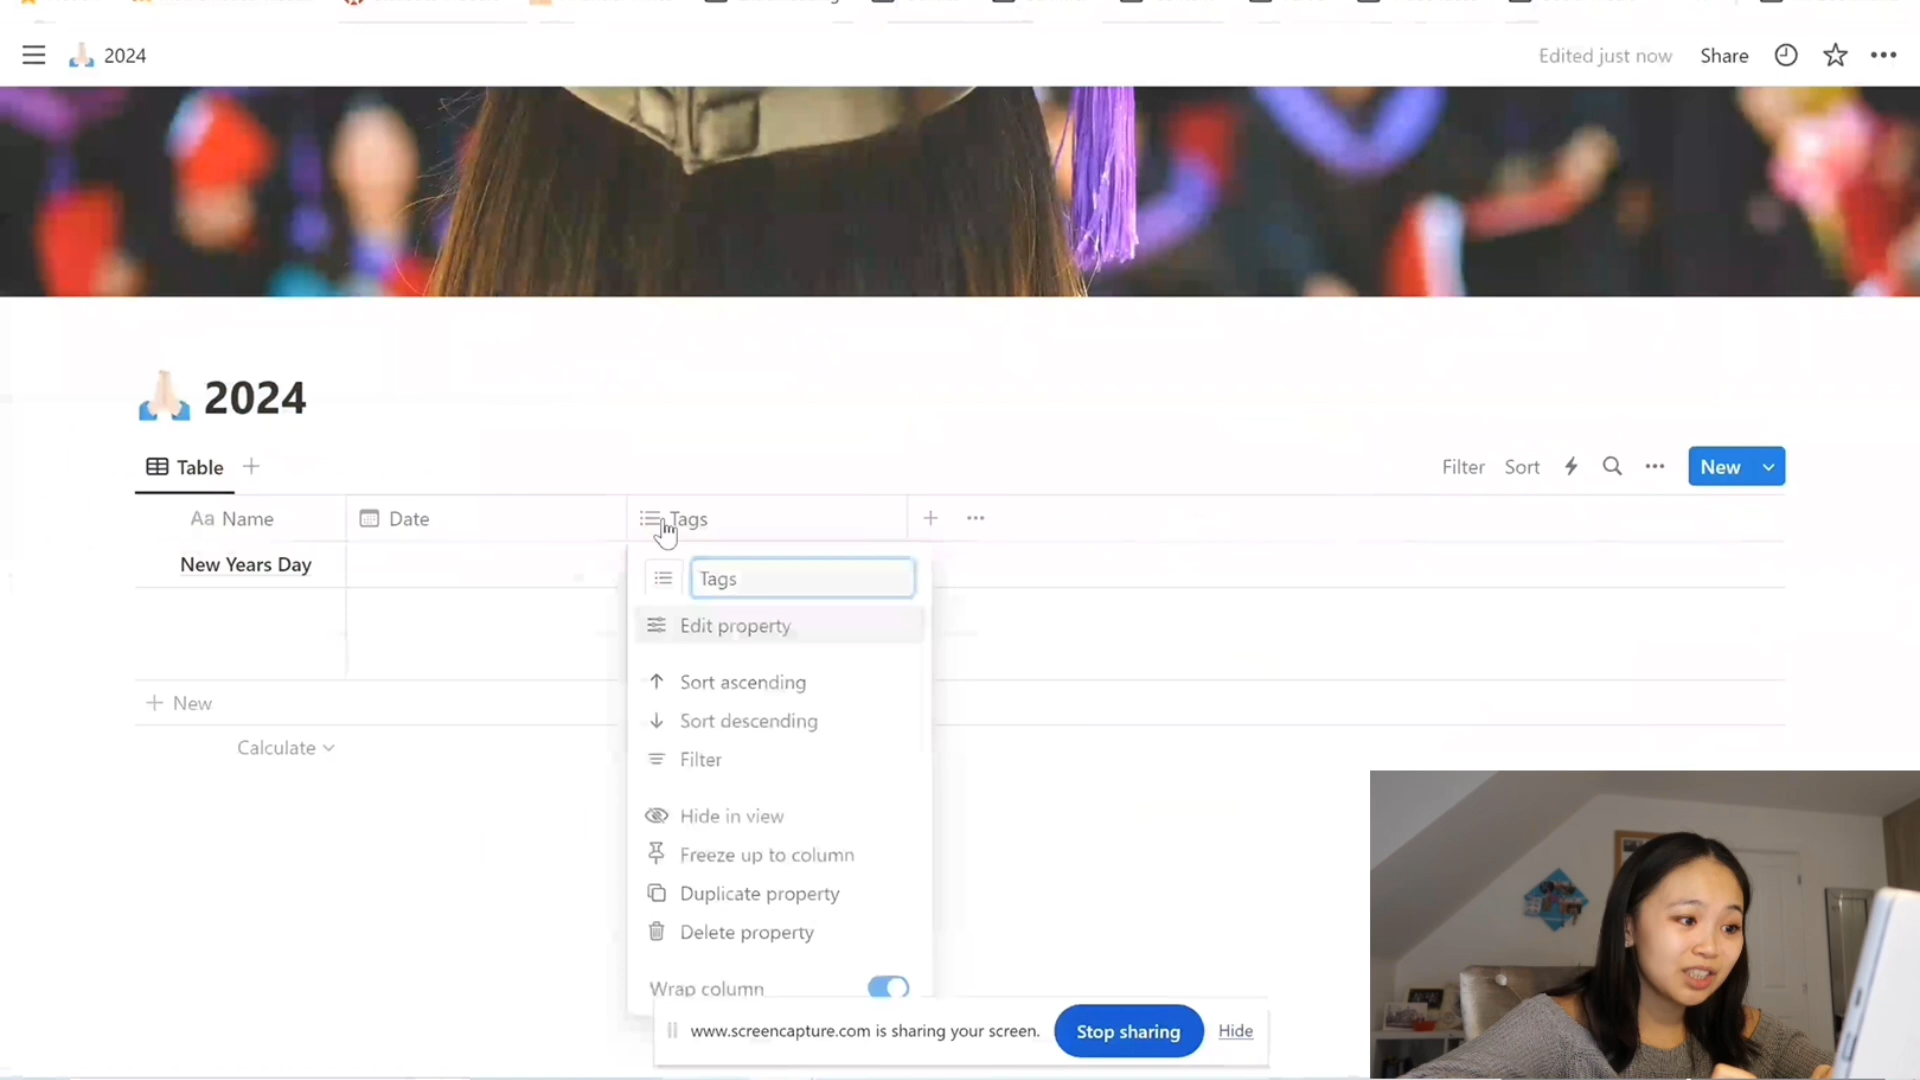 2024
Edited just now
Share
2024
Table
Filter
Sort
New
Aa Name
Date
Tags
New Years Day
Tags
Edit property
Sort ascending
New
Sort descending
Calculate
Filter
Hide in view
Freeze up to column
Duplicate property
Delete property
Wrap column
www.screencapture.com is sharing your screen.
Stop sharing
Hide